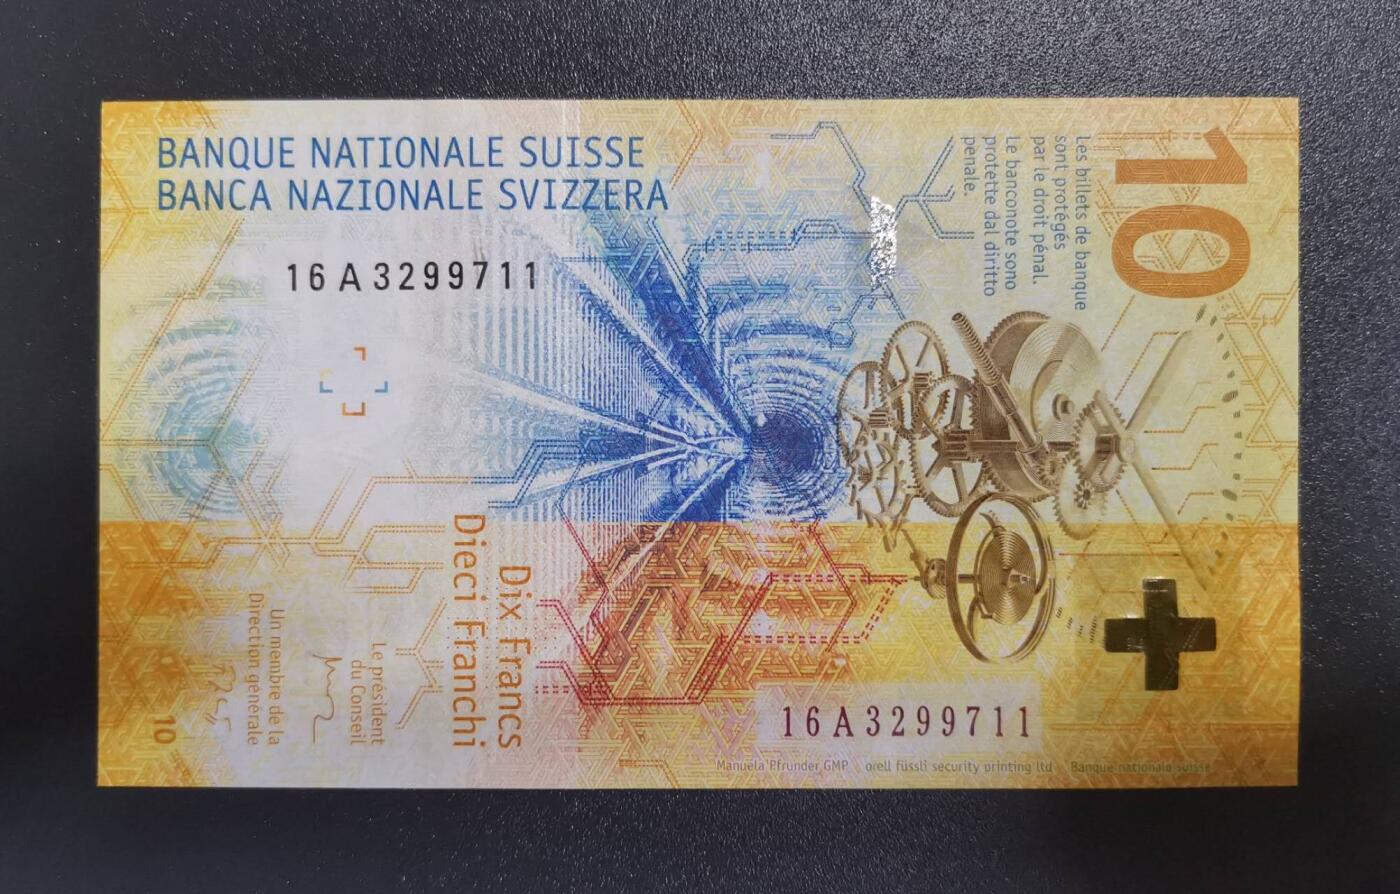 BANQUE NATIONALE SUISSE
BANCA NAZIONALE SVIZZERA
16A3299711
10
Les billets de banque
sont protégés
par le droit pénal.
Le banconote sono
protette dal diritto
penale.
Dix Francs
Dieci Franchi
Le président
du Conseil
Un membre de la
Direction générale
10
16A3299711
Manuela Pfrunder GMP orell füssli security printing ltd Banque nationale suisse